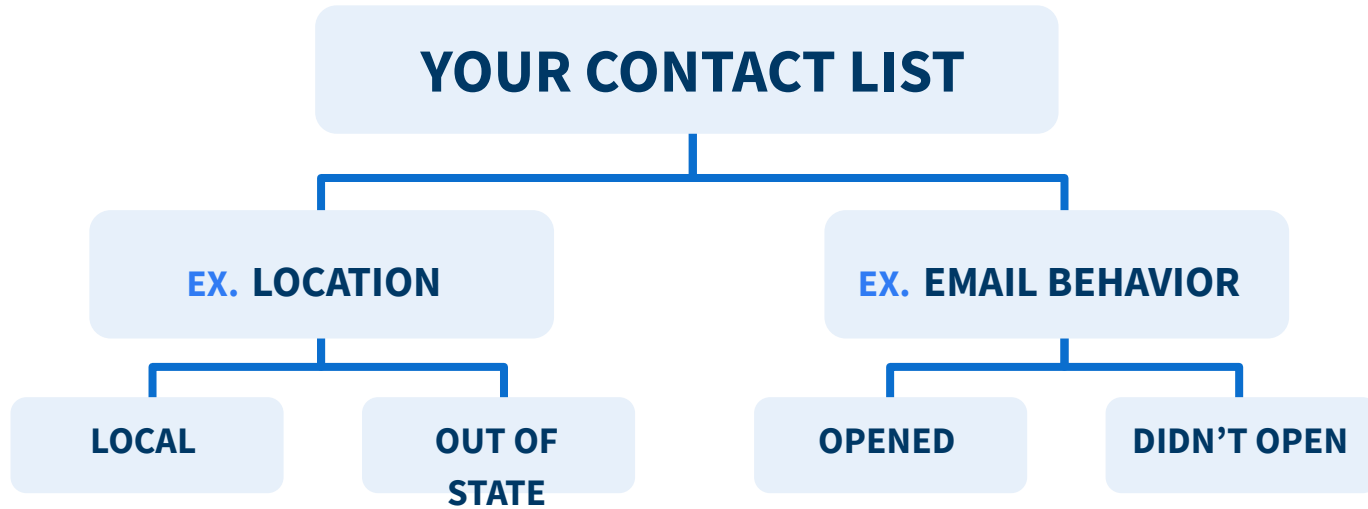 YOUR CONTACT LIST
EX. LOCATION
EX. EMAIL BEHAVIOR
LOCAL
OUT OF
STATE
OPENED
DIDN’T OPEN